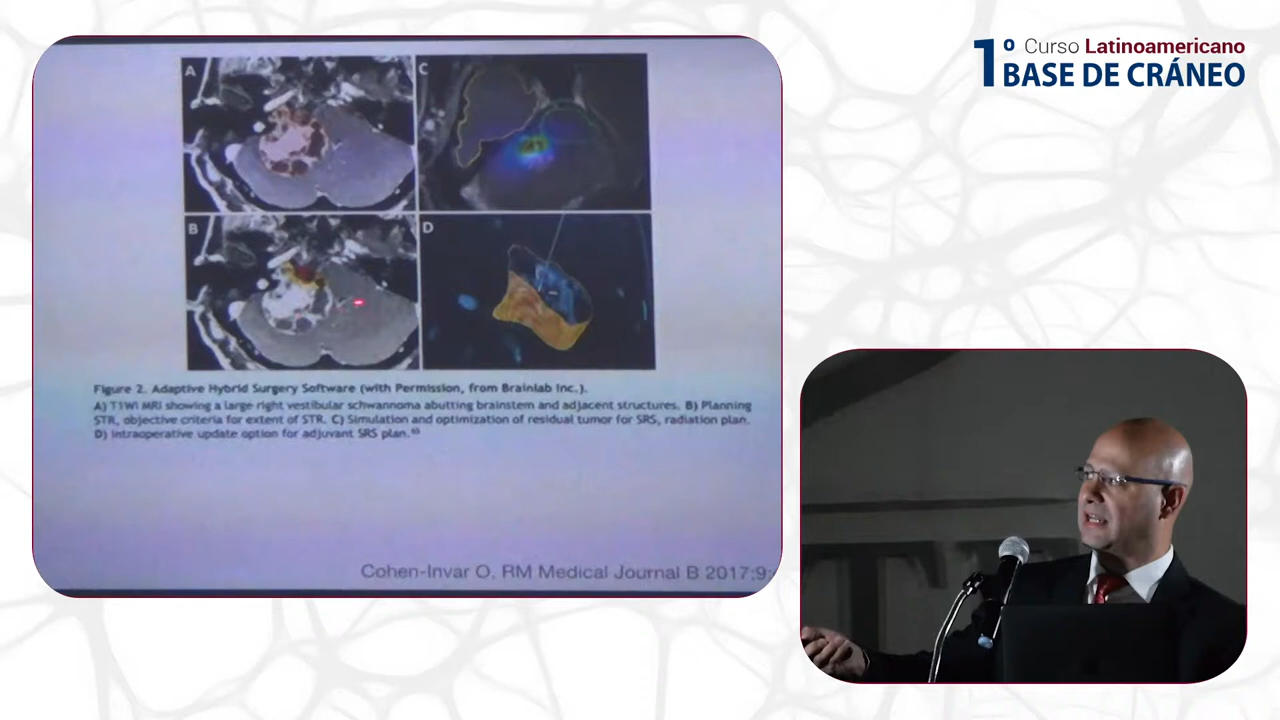 1º Curso Latinoamericano
BASE DE CRÁNEO
A
C
B
D
Figure 2. Adaptive Hybrid Surgery Software (with Permission, from Brainlab Inc.).
A) T1WI MRI showing a large right vestibular schwannoma abutting brainstem and adjacent structures. B) Planning
STR, objective criteria for extent of STR. C) Simulation and optimization of residual tumor for SRS, radiation plan.
D) Intraoperative update option for adjuvant SRS plan.
Cohen-Invar O, RM Medical Journal B 2017;9: